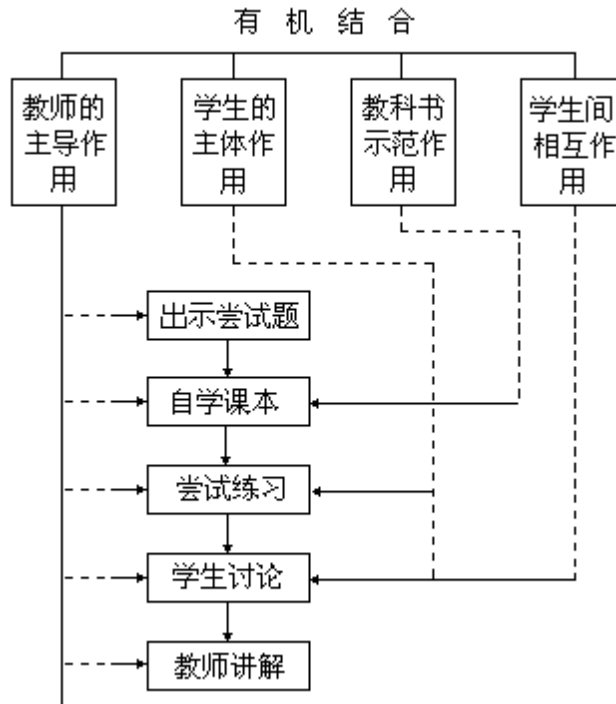 有机结合
教师的
主导作
用
学生的
主体作
用
教科书
示范作
用
学生间
相互作
用
出示尝试题
自学课本
尝试练习
学生讨论
教师讲解